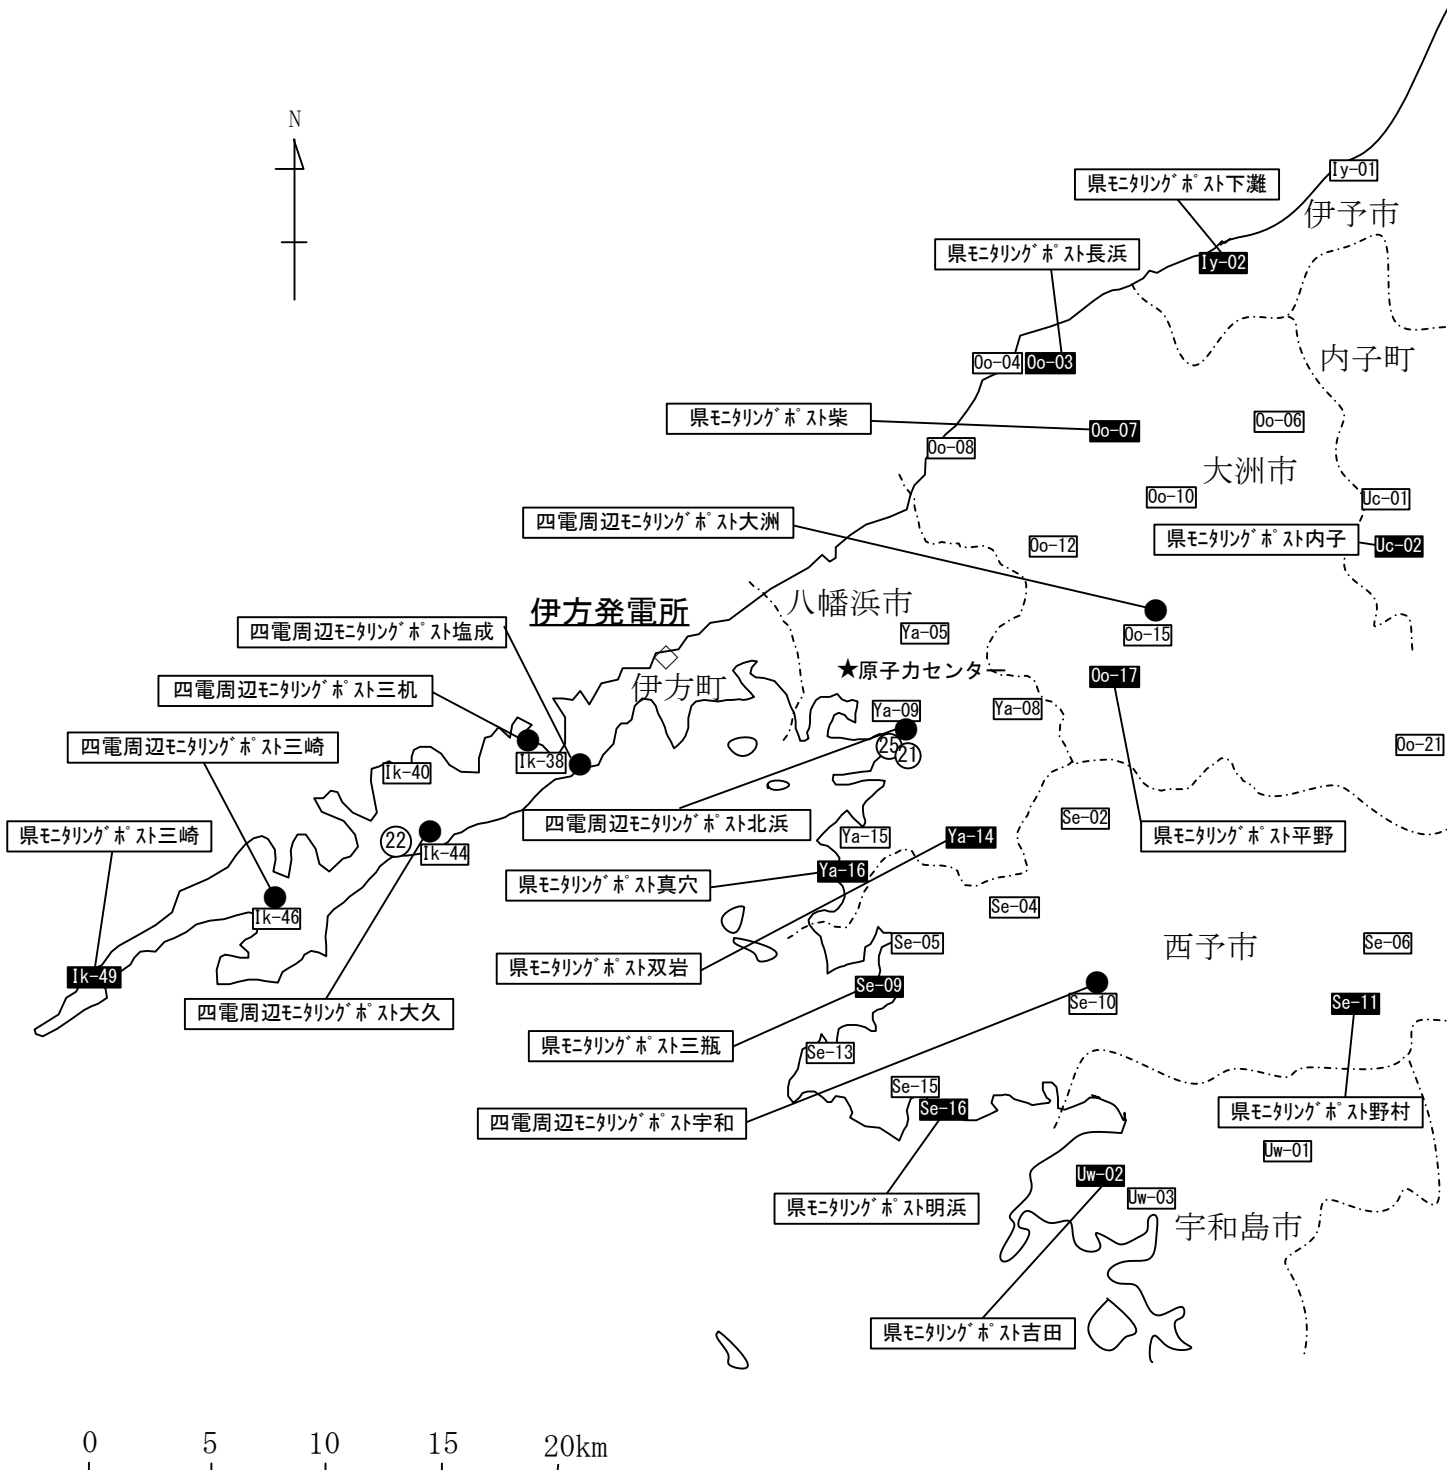 N
Iy-01
県モニタリングポスト下灘
伊予市
県モニタリングポスト長浜
Iy-02
内子町
Oo-04
Oo-03
県モニタリングポスト柴
Oo-07
Oo-06
Oo-08
大洲市
Oo-10
Uc-01
四電周辺モニタリングポスト大洲
県モニタリングポスト内子
Uc-02
Oo-12
伊方発電所
八幡浜市
四電周辺モニタリングポスト塩成
Ya-05
Oo-15
★原子力センター
Oo-17
伊方町
四電周辺モニタリングポスト三机
Ya-09
Ya-08
四電周辺モニタリングポスト三崎
25
21
Oo-21
Ik-38
Ik-40
四電周辺モニタリングポスト北浜
Se-02
県モニタリングポスト三崎
22
Ik-44
Ya-15
Ya-14
県モニタリングポスト平野
県モニタリングポスト真穴
Ya-16
Ik-46
Se-04
Se-05
西予市
Se-06
県モニタリングポスト双岩
Ik-49
Se-09
Se-10
Se-11
四電周辺モニタリングポスト大久
県モニタリングポスト三瓶
Se-13
Se-15
Se-16
四電周辺モニタリングポスト宇和
県モニタリングポスト野村
Uw-01
Uw-02
Uw-03
県モニタリングポスト明浜
宇和島市
県モニタリングポスト吉田
0 5 10 15 20km